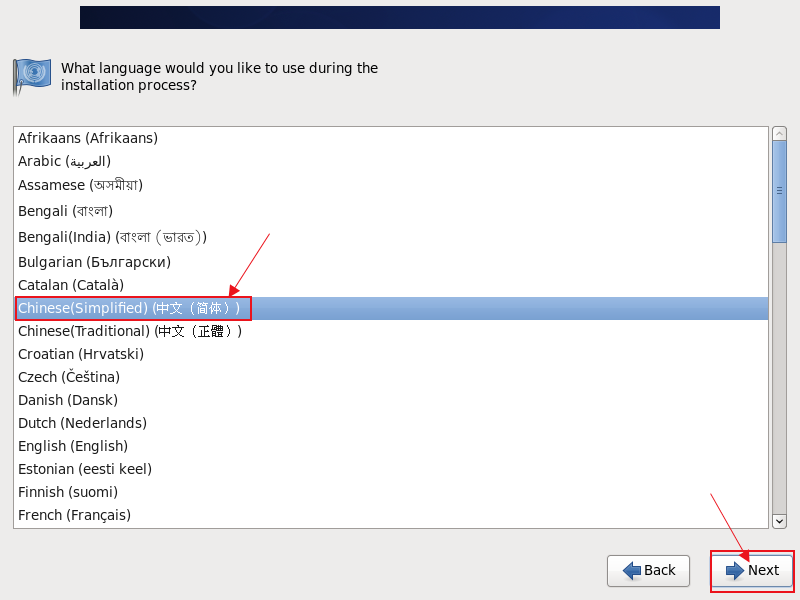 What language would you like to use during the
installation process?
Afrikaans (Afrikaans)
Arabic (العربية)
Assamese (অসমীয়া)
Bengali (বাংলা)
Bengali(India) (বাংলা (ভারত))
Bulgarian (Български)
Catalan (Català)
Chinese(Simplified) (中文（简体）)
Chinese(Traditional) (中文（正體）)
Croatian (Hrvatski)
Czech (Čeština)
Danish (Dansk)
Dutch (Nederlands)
English (English)
Estonian (eesti keel)
Finnish (suomi)
French (Français)
Back Next